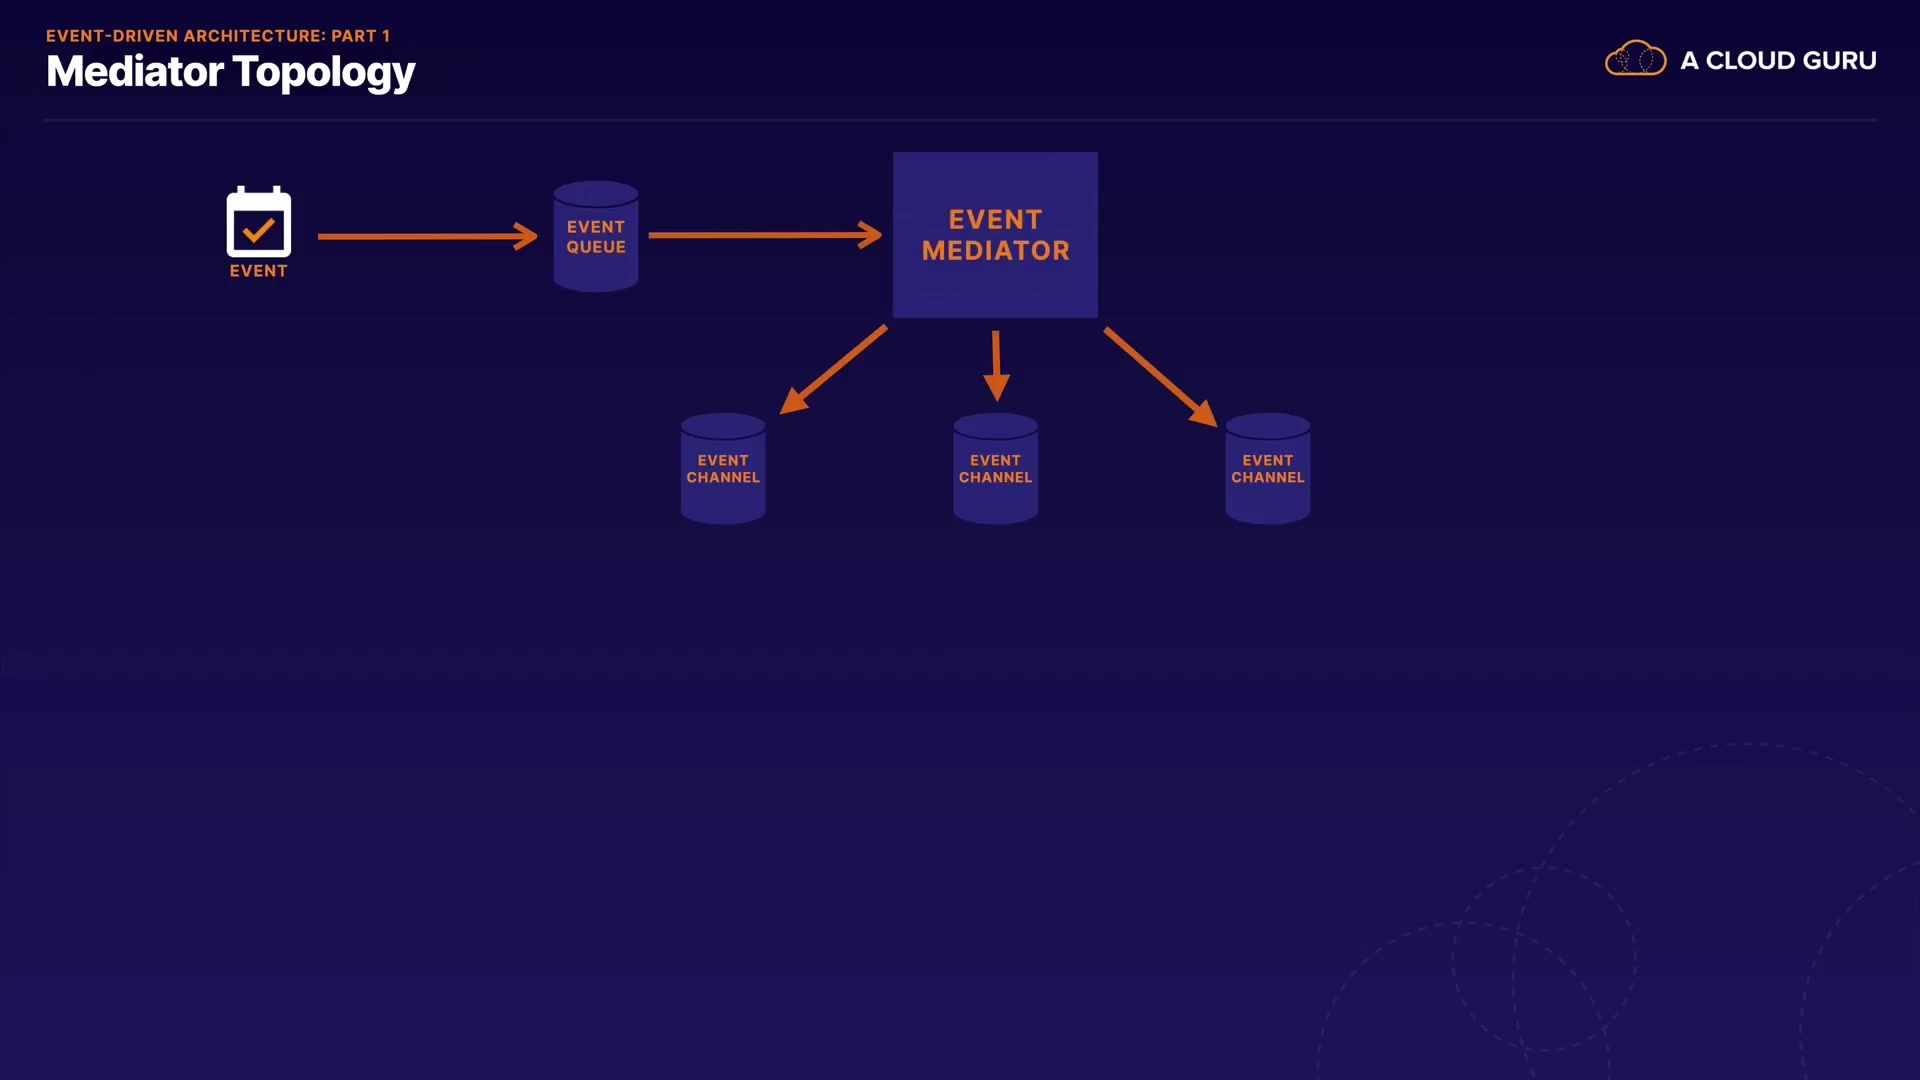 EVENT-DRIVEN ARCHITECTURE: PART 1
Mediator Topology
A CLOUD GURU
EVENT
EVENT
QUEUE
EVENT
MEDIATOR
EVENT
CHANNEL
EVENT
CHANNEL
EVENT
CHANNEL